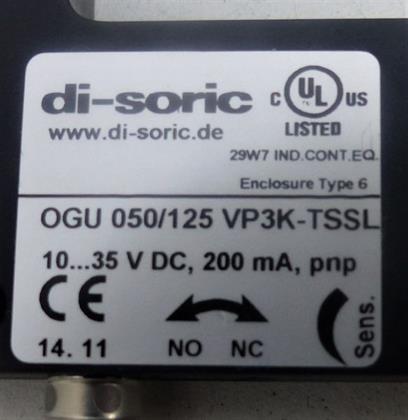 di-soric
www.di-soric.de
C UL US
LISTED
29W7 IND.CONT.EQ.
Enclosure Type 6
OGU 050/125 VP3K-TSSL
10...35 V DC, 200 mA, pnp
CE
14. 11
NO NC
Sens.